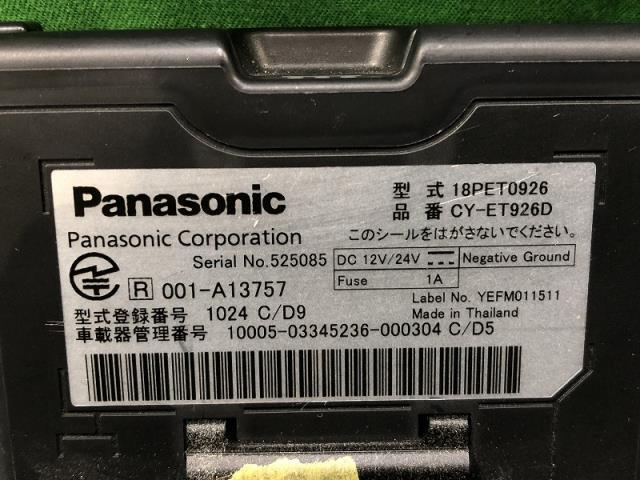 Panasonic
型式 18PET0926
品番 CY-ET926D
Panasonic Corporation
このシールをはがさないでください。
Serial No.525085
DC 12V/24V Negative Ground
Fuse 1A
R 001-A13757
Label No. YEFM011511
型式登録番号 1024 C/D9
Made in Thailand
車載器管理番号 10005-03345236-000304 C/D5